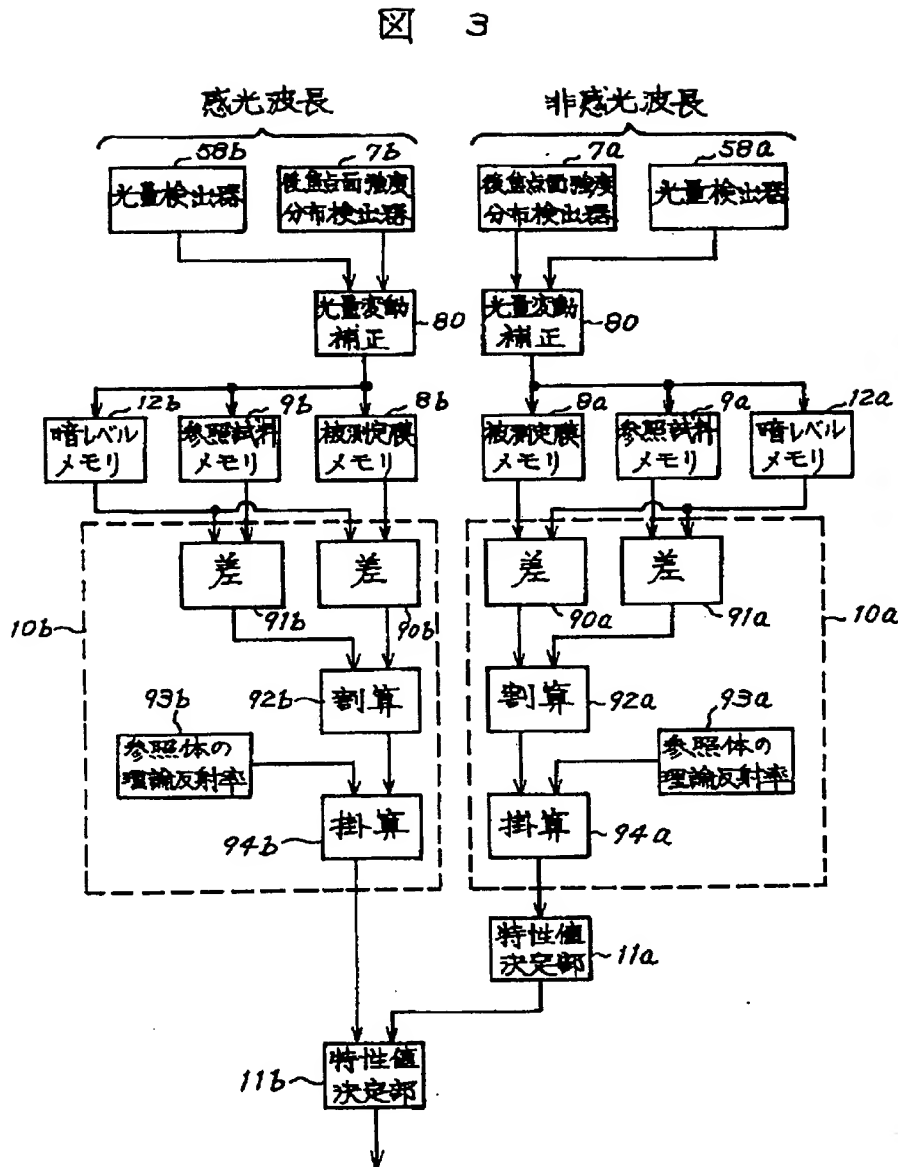 図 3
感光波長
非感光波長
58b
7b
7a
58a
光量検出器
後焦点面強度
分布検出器
後焦点面強度
分布検出器
光量検出器
光量変動
補正
80
光量変動
補正
80
12b
9b
8b
8a
9a
12a
暗レベル
メモリ
参照試料
メモリ
被測定膜
メモリ
被測定膜
メモリ
参照試料
メモリ
暗レベル
メモリ
差
差
差
差
10b
91b
90b
90a
91a
10a
92b
割算
割算
92a
93b
93a
参照体の
理論反射率
参照体の
理論反射率
掛算
掛算
94b
94a
特性値
決定部
11a
特性値
決定部
11b